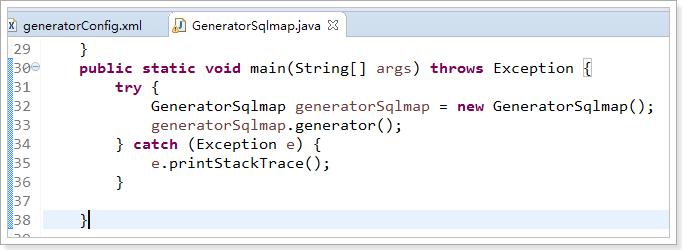 generatorConfig.xml GeneratorSqlmap.java
29 }
30 public static void main(String[] args) throws Exception {
31 try {
32 GeneratorSqlmap generatorSqlmap = new GeneratorSqlmap();
33 generatorSqlmap.generator();
34 } catch (Exception e) {
35 e.printStackTrace();
36 }
37
38 }